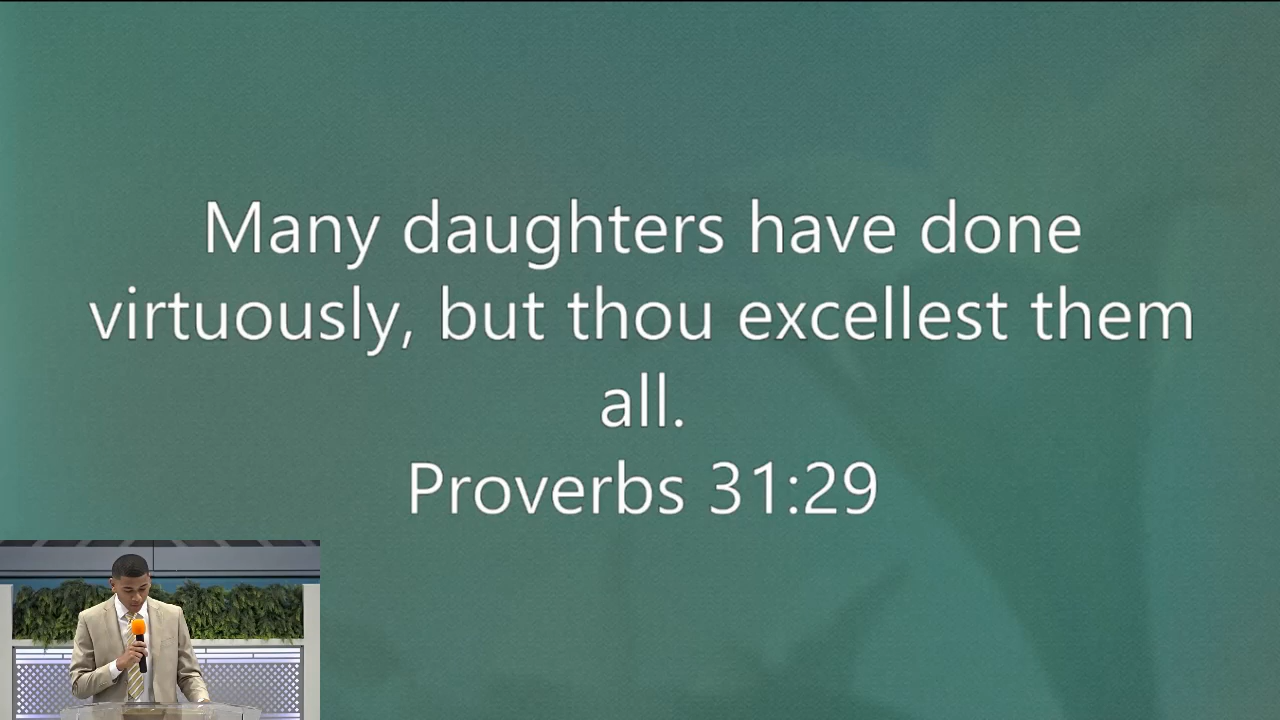 Many daughters have done
virtuously, but thou excellest them
all.
Proverbs 31:29